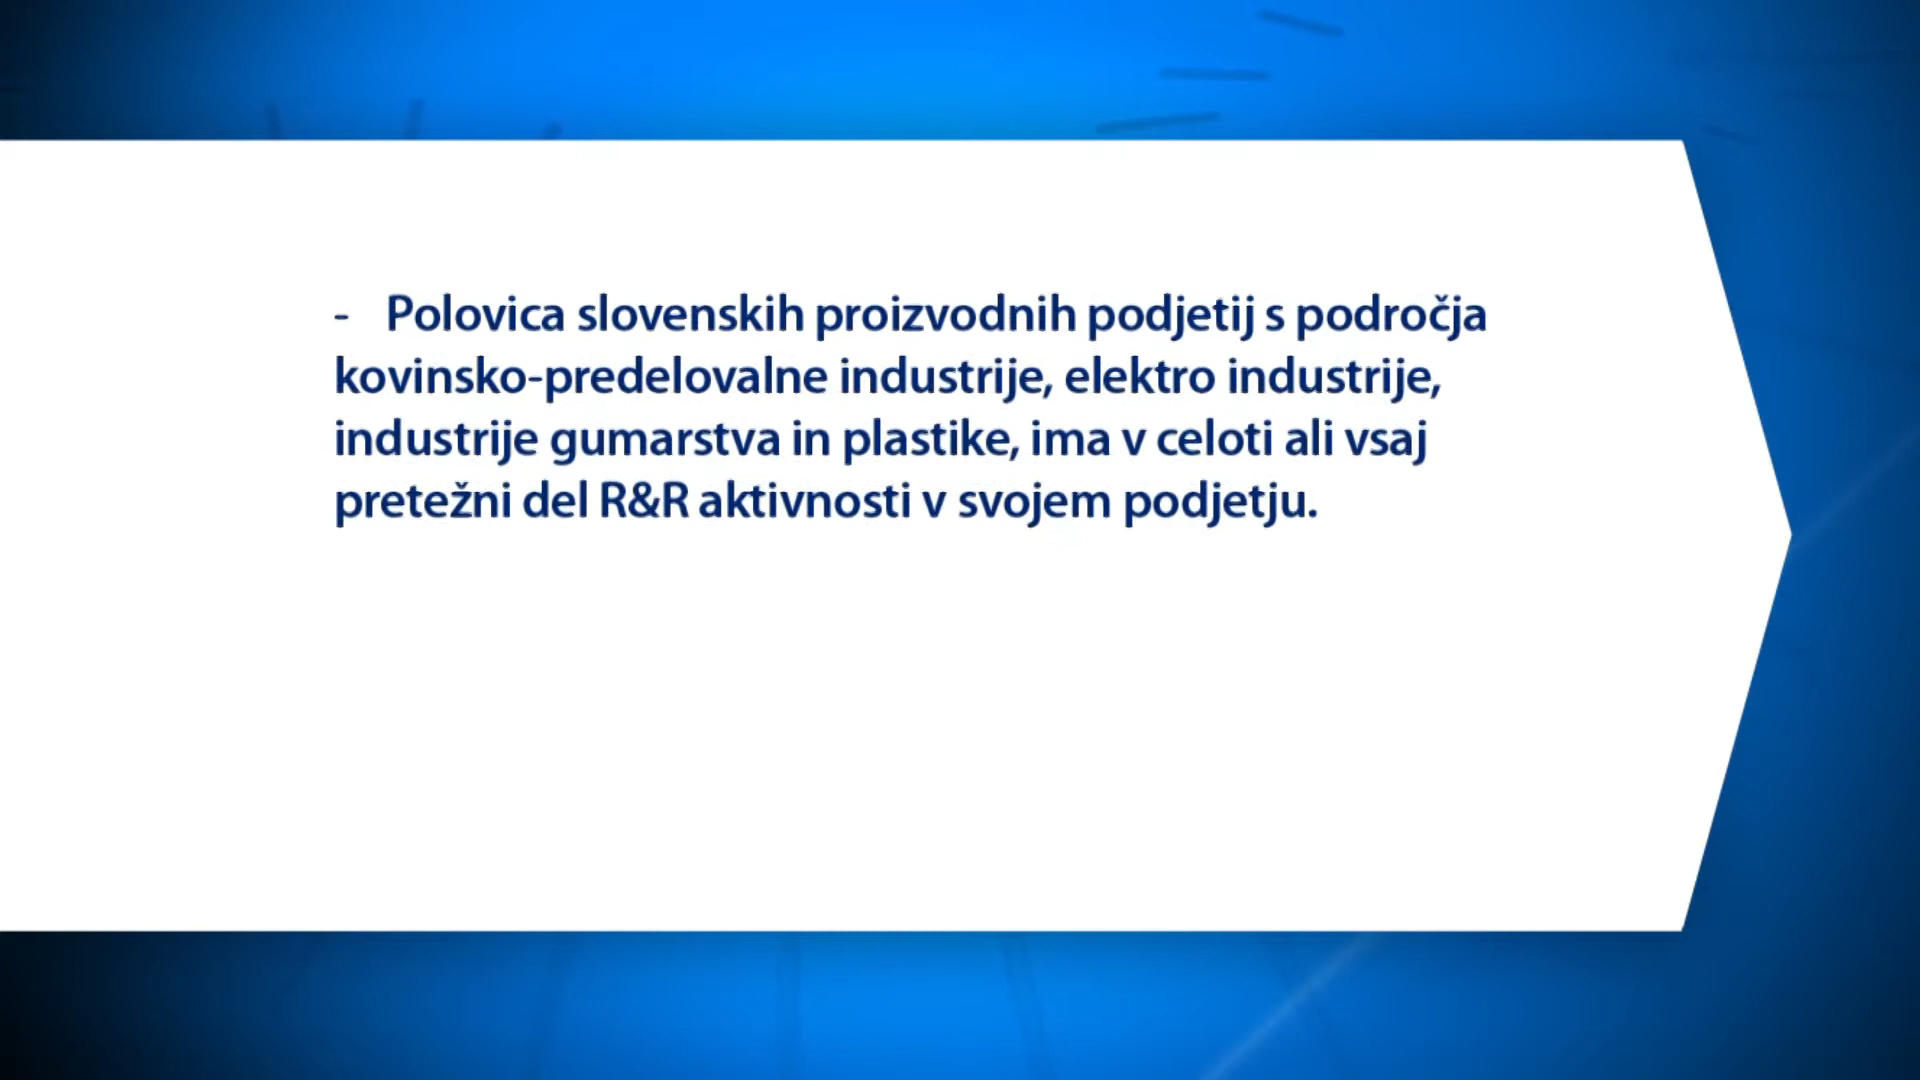 - Polovica slovenskih proizvodnih podjetij s področja
kovinsko-predelovalne industrije, elektro industrije,
industrije gumarstva in plastike, ima v celoti ali vsaj
pretežni del R&R aktivnosti v svojem podjetju.